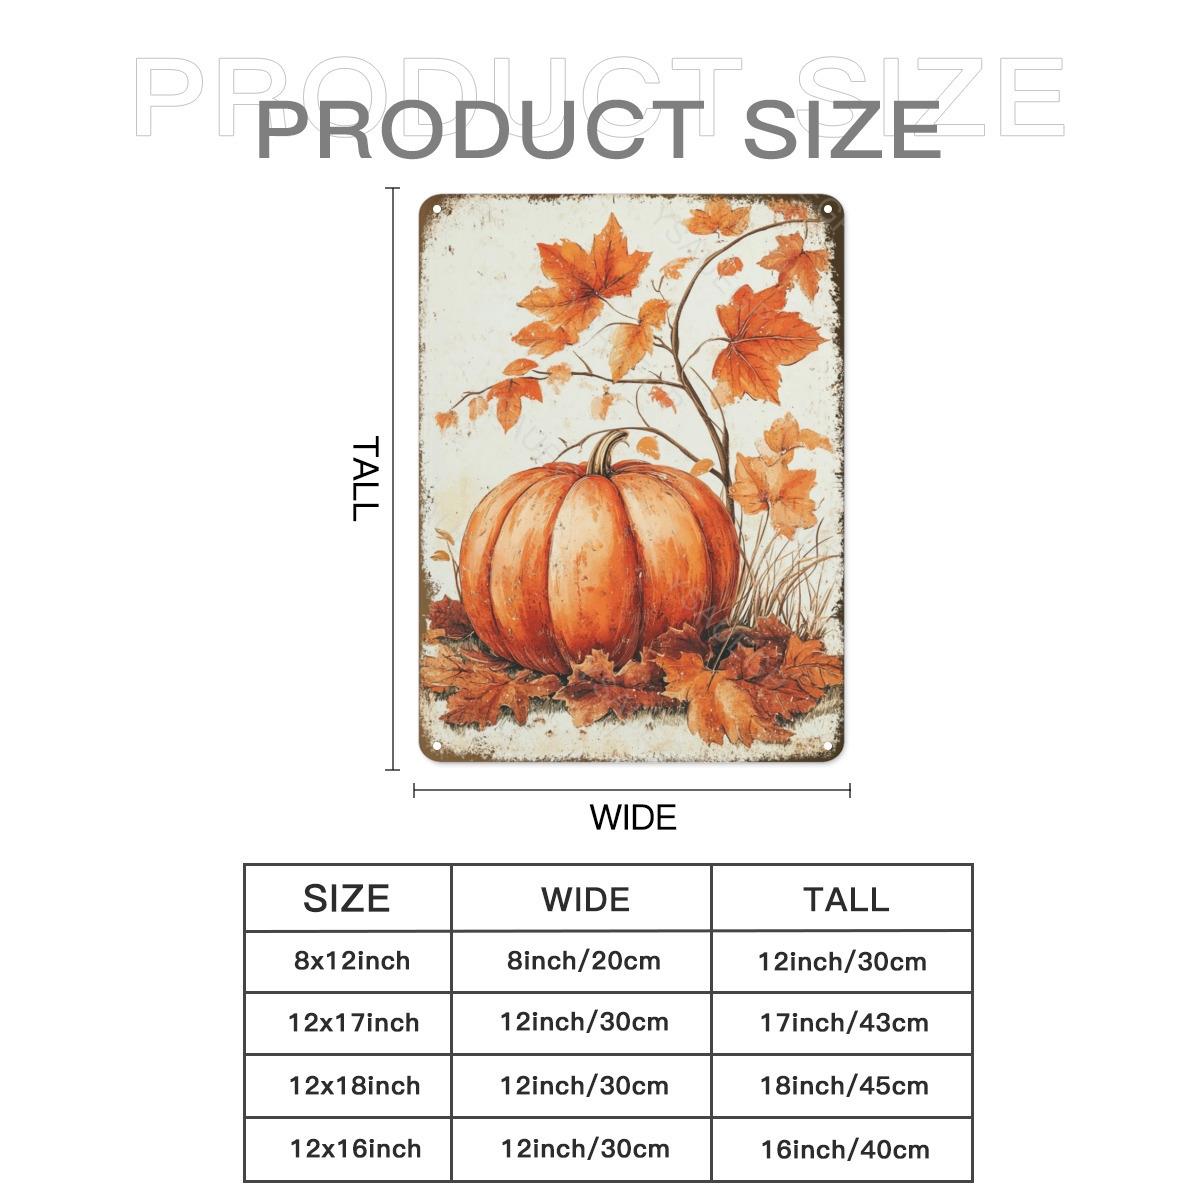 PRODUCT SIZE
PRODUCT SIZE
TALL
WIDE
SIZE WIDE TALL
8x12inch 8inch/20cm 12inch/30cm
12x17inch 12inch/30cm 17inch/43cm
12x18inch 12inch/30cm 18inch/45cm
12x16inch 12inch/30cm 16inch/40cm